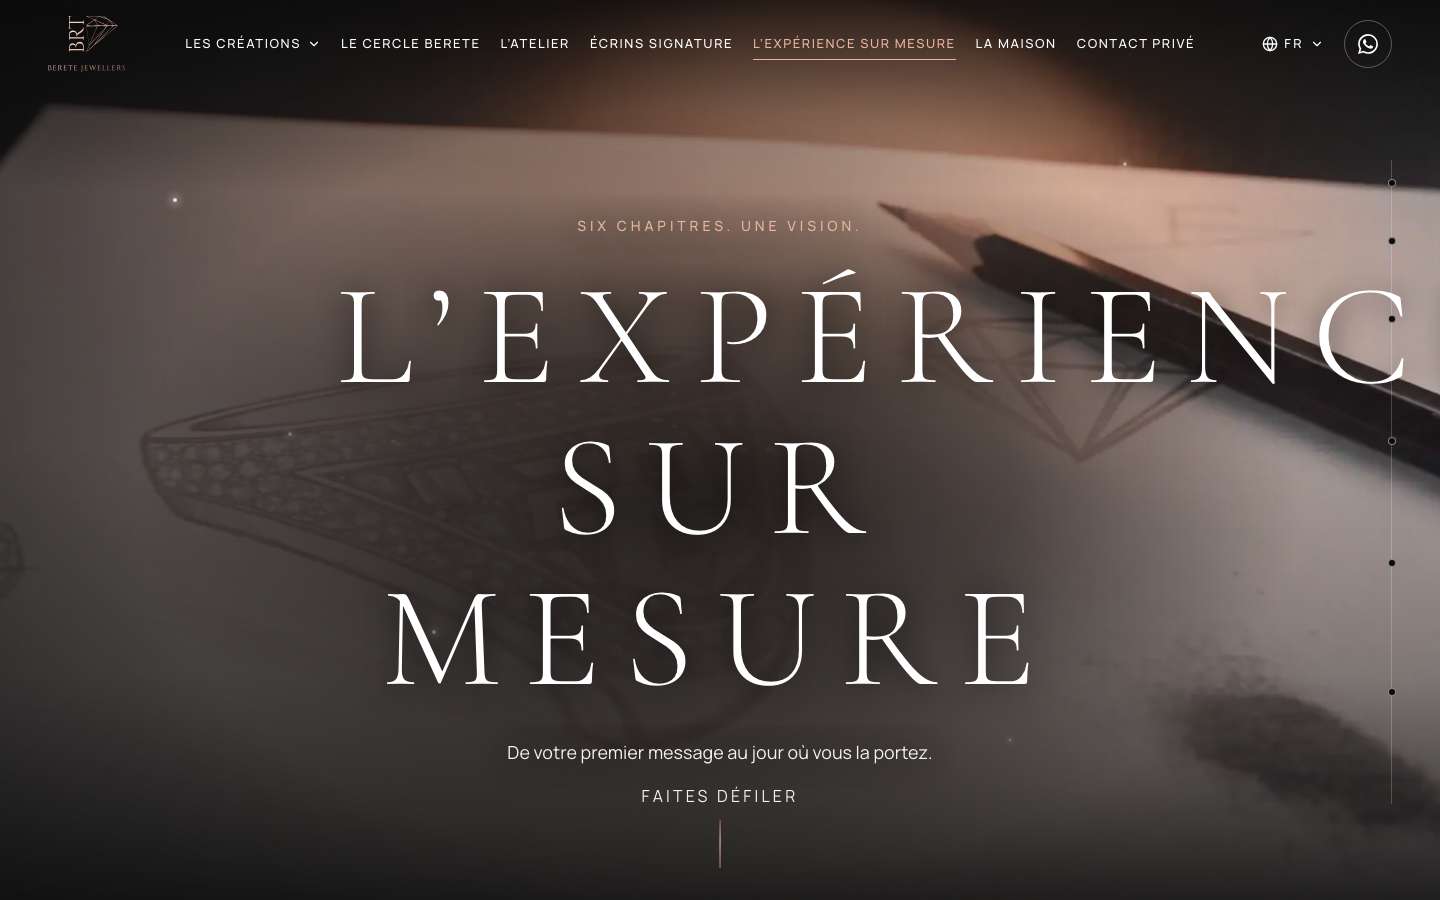 BRT
BERETE JEWELLERS
LES CRÉATIONS
LE CERCLE BERETE
L'ATELIER
ÉCRINS SIGNATURE
L'EXPÉRIENCE SUR MESURE
LA MAISON
CONTACT PRIVÉ
FR
SIX CHAPITRES. UNE VISION.
L’EXPÉRIENC
SUR
MESURE
De votre premier message au jour où vous la portez.
FAITES DÉFILER